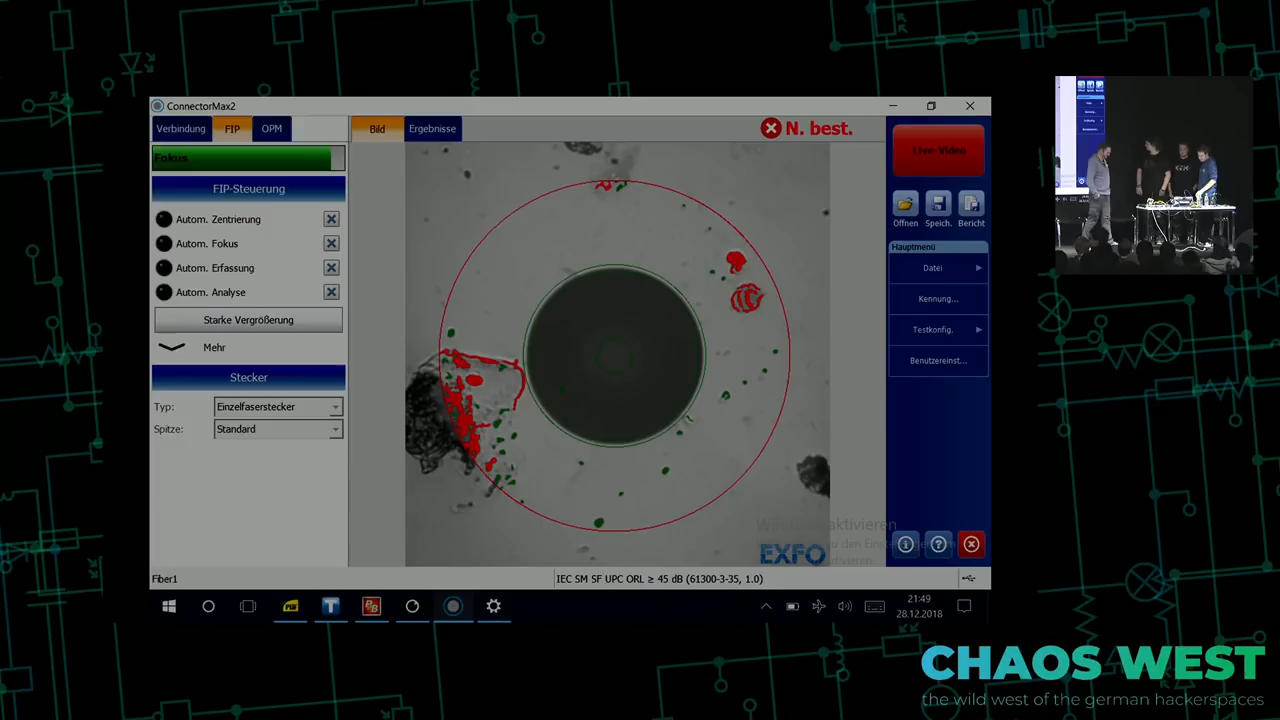 ConnectorMax2
Verbindung FIP OPM Bild Ergebnisse N. best. Live-Video
Fokus
FIP-Steuerung
Autom. Zentrierung
Autom. Fokus
Autom. Erfassung
Autom. Analyse
Starke Vergrößerung
Mehr
Stecker
Typ: Einzelfaserstecker
Spitze: Standard
Öffnen Speich. Bericht
Hauptmenü
Datei
Kennung...
Testkonfig.
Benutzereinst...
EXFO
Fiber1 IEC SM SF UPC ORL ≥ 45 dB (61300-3-35, 1.0)
21:49
28.12.2018
CHAOS WEST
the wild west of the german hackerspaces